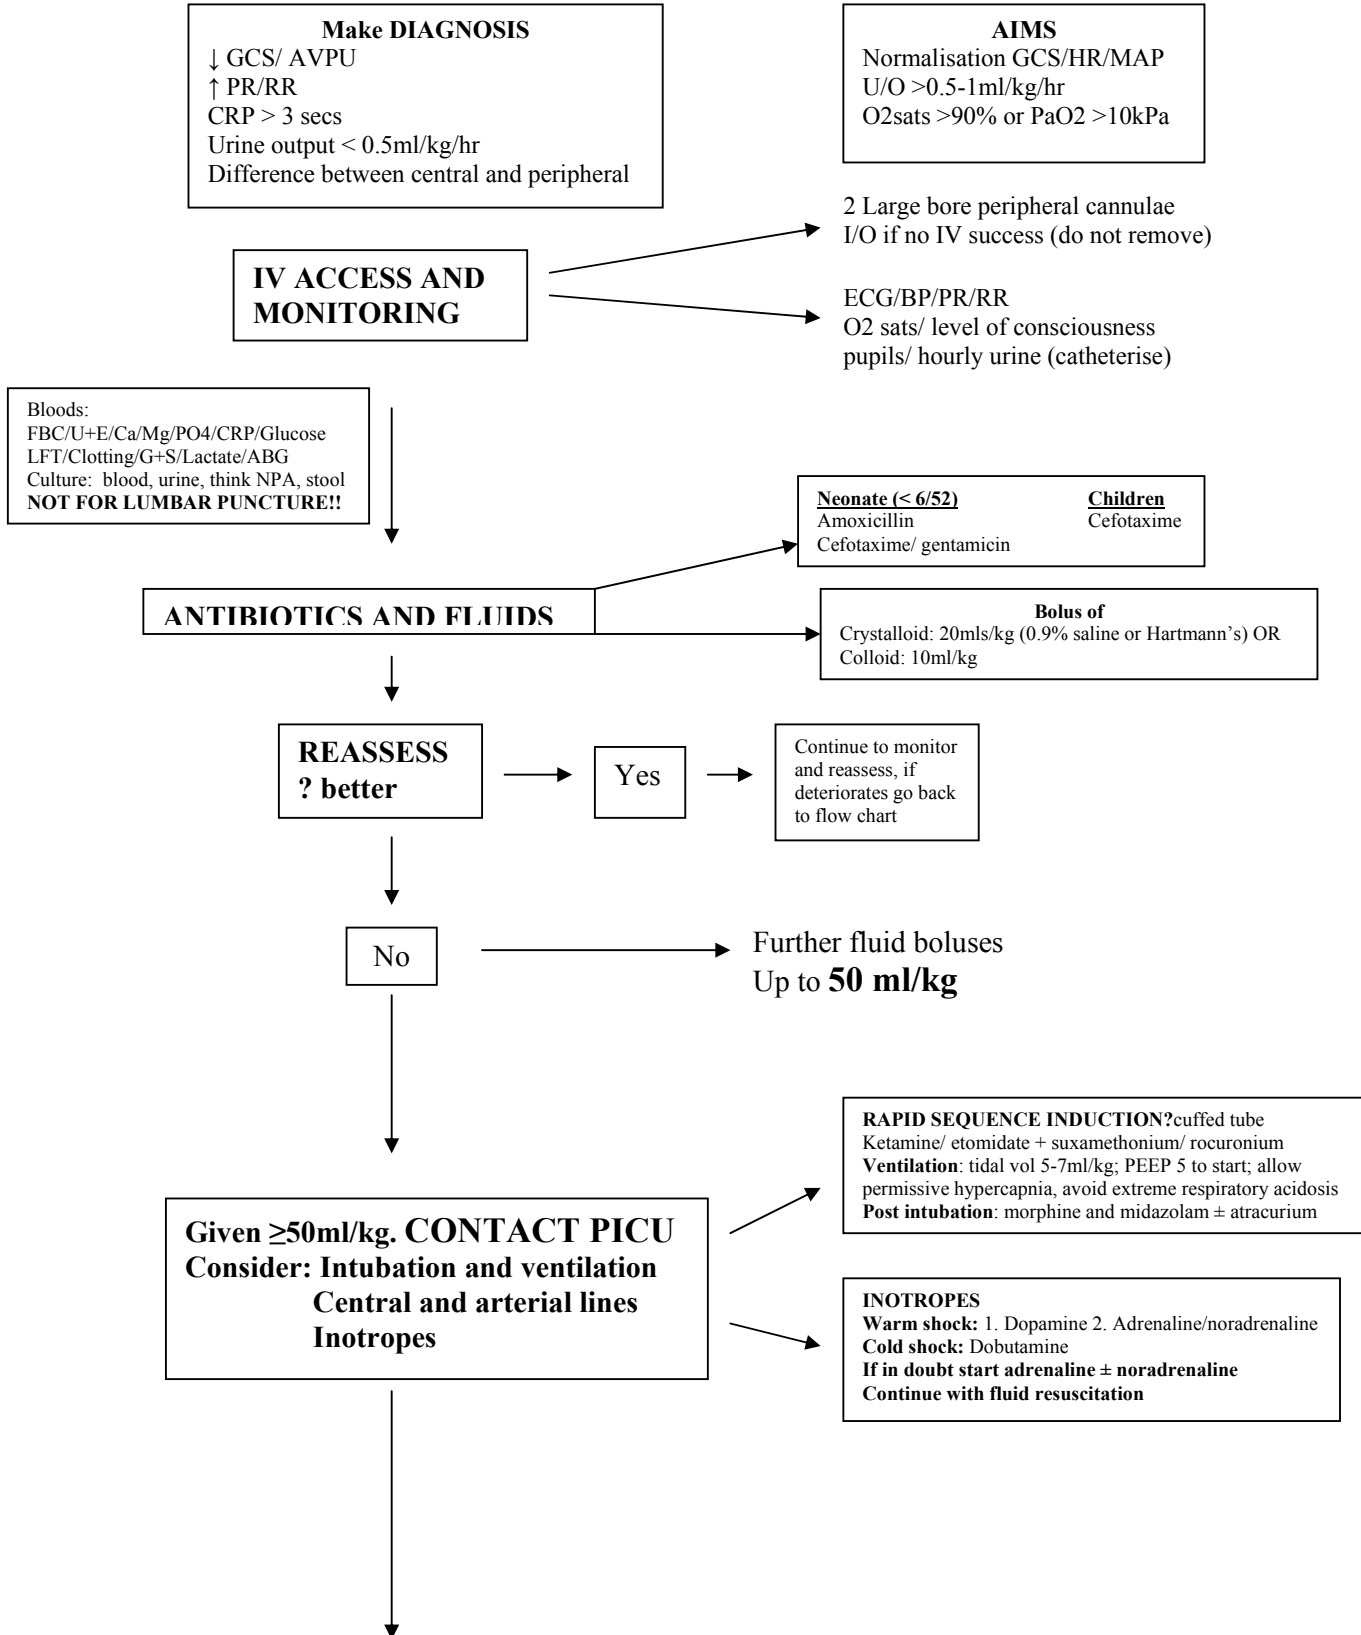 Make DIAGNOSIS
↓ GCS/ AVPU
↑ PR/RR
CRP > 3 secs
Urine output < 0.5ml/kg/hr
Difference between central and peripheral
AIMS
Normalisation GCS/HR/MAP
U/O >0.5-1ml/kg/hr
O2sats >90% or PaO2 >10kPa
IV ACCESS AND
MONITORING
2 Large bore peripheral cannulae
I/O if no IV success (do not remove)
ECG/BP/PR/RR
O2 sats/ level of consciousness
pupils/ hourly urine (catheterise)
Bloods:
FBC/U+E/Ca/Mg/PO4/CRP/Glucose
LFT/Clotting/G+S/Lactate/ABG
Culture: blood, urine, think NPA, stool
NOT FOR LUMBAR PUNCTURE!!
Neonate (< 6/52) Children
Amoxicillin Cefotaxime
Cefotaxime/ gentamicin
ANTIBIOTICS AND FLUIDS
Bolus of
Crystalloid: 20mls/kg (0.9% saline or Hartmann’s) OR
Colloid: 10ml/kg
REASSESS
? better
Yes
Continue to monitor
and reassess, if
deteriorates go back
to flow chart
No
Further fluid boluses
Up to 50 ml/kg
RAPID SEQUENCE INDUCTION?cuffed tube
Ketamine/ etomidate + suxamethonium/ rocuronium
Ventilation: tidal vol 5-7ml/kg; PEEP 5 to start; allow
permissive hypercapnia, avoid extreme respiratory acidosis
Post intubation: morphine and midazolam ± atracurium
Given ≥50ml/kg. CONTACT PICU
Consider: Intubation and ventilation
Central and arterial lines
Inotropes
INOTROPES
Warm shock: 1. Dopamine 2. Adrenaline/noradrenaline
Cold shock: Dobutamine
If in doubt start adrenaline ± noradrenaline
Continue with fluid resuscitation